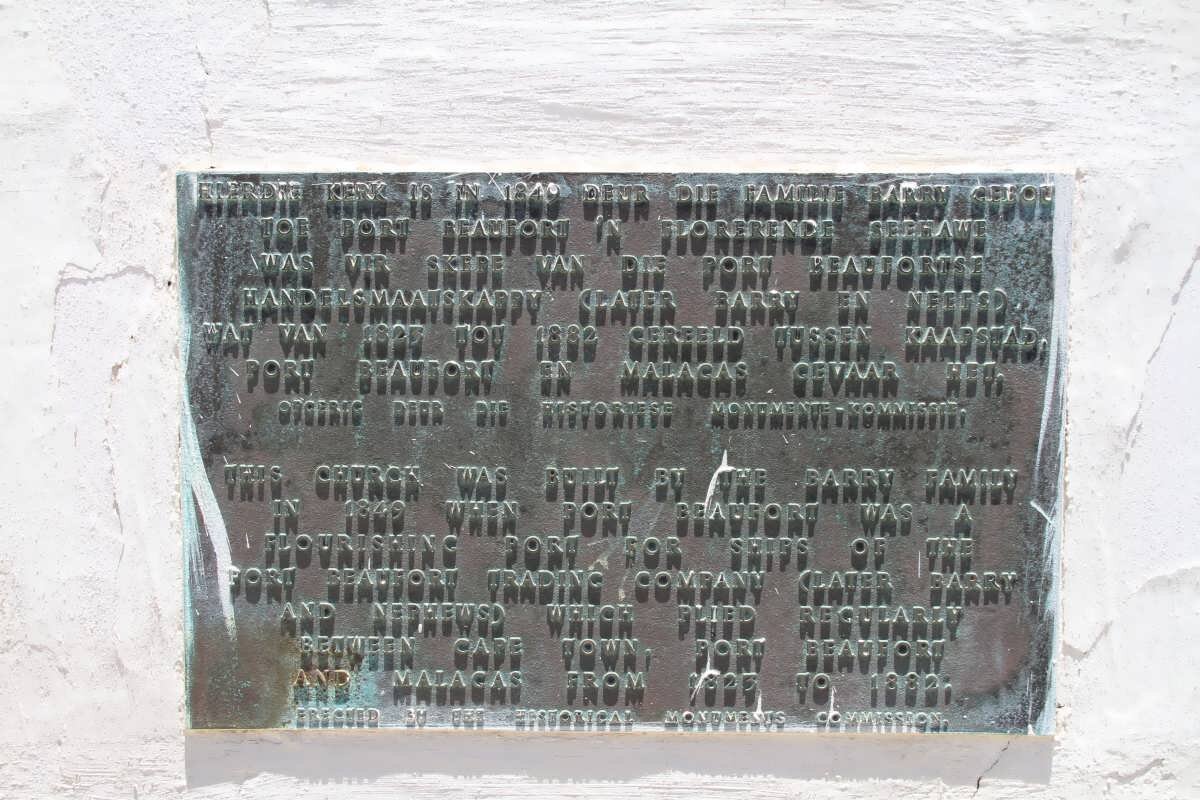 HIERDIE KERK IS IN 1849 DEUR DIE FAMILIE BARRY GEBOU
TOE PORT BEAUFORT 'N FLORERENDE SEEHAWE
WAS VIR SKEPE VAN DIE PORT BEAUFORTSE
HANDELSMAATSKAPPY (LATER BARRY EN NEEFS)
WAT VAN 1823 TOT 1882 GEREELD TUSSEN KAAPSTAD,
PORT BEAUFORT EN MALAGAS GEVAAR HET.
OPGERIG DEUR DIE HISTORIESE MONUMENTE-KOMMISSIE.
THIS CHURCH WAS BUILT BY THE BARRY FAMILY
IN 1849 WHEN PORT BEAUFORT WAS A
FLOURISHING PORT FOR SHIPS OF THE
PORT BEAUFORT TRADING COMPANY (LATER BARRY
AND NEPHEWS) WHICH PLIED REGULARLY
BETWEEN CAPE TOWN, PORT BEAUFORT
AND MALAGAS FROM 1823 TO 1882.
ERECTED BY THE HISTORICAL MONUMENTS COMMISSION.